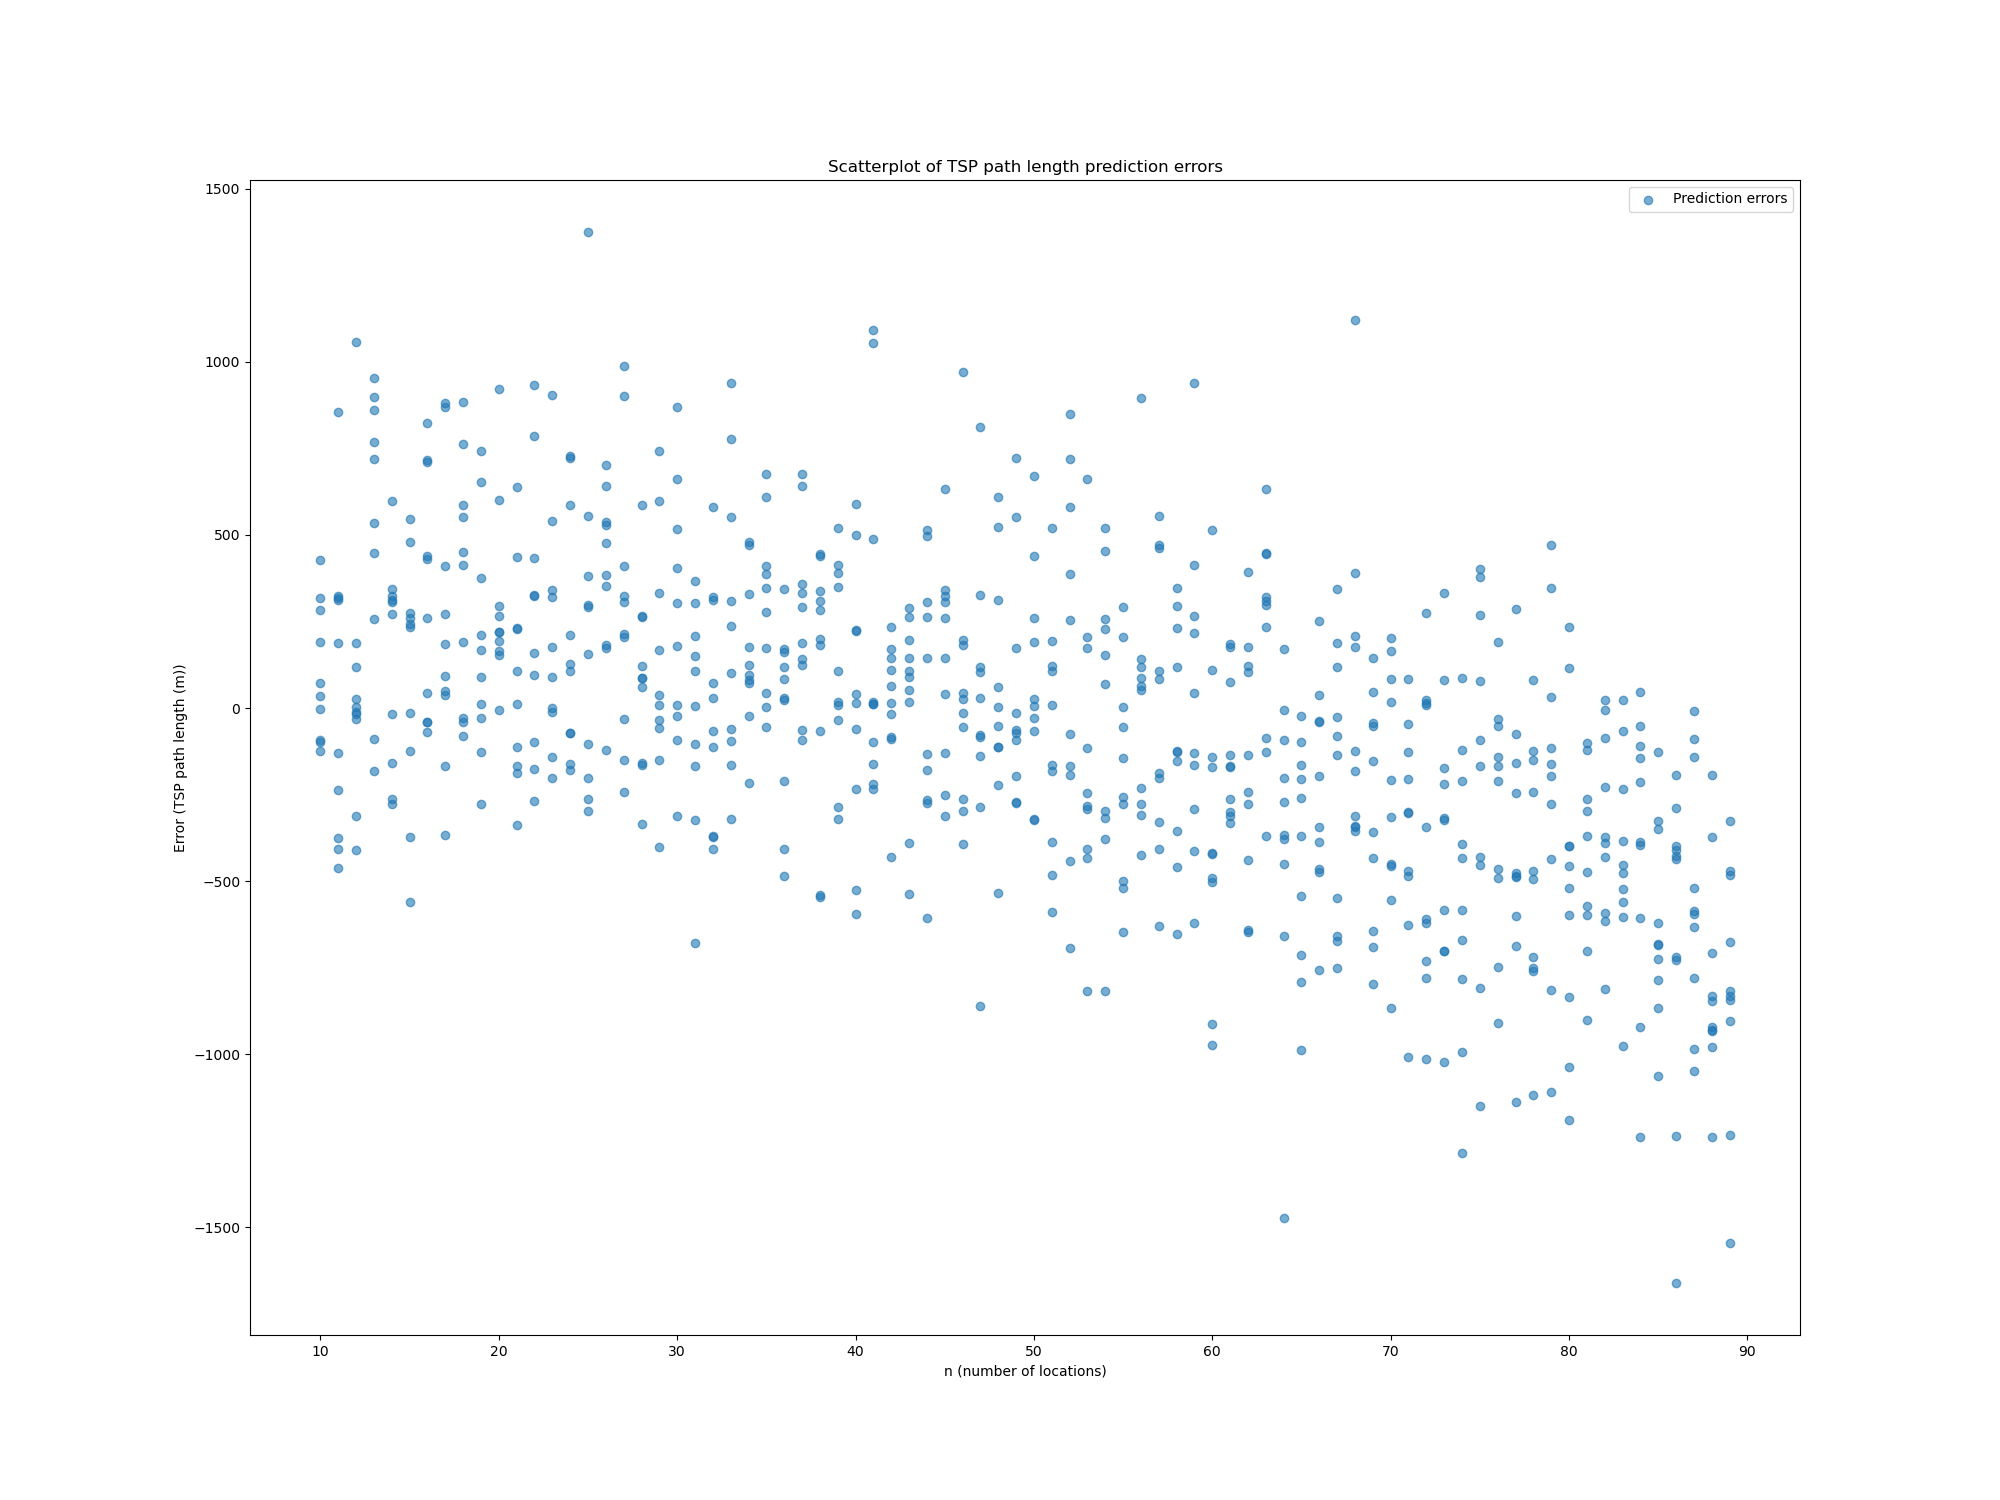 Scatterplot of TSP path length prediction errors
Prediction errors
1500
1000
500
0
−500
−1000
−1500
Error (TSP path length (m))
10 20 30 40 50 60 70 80 90
n (number of locations)